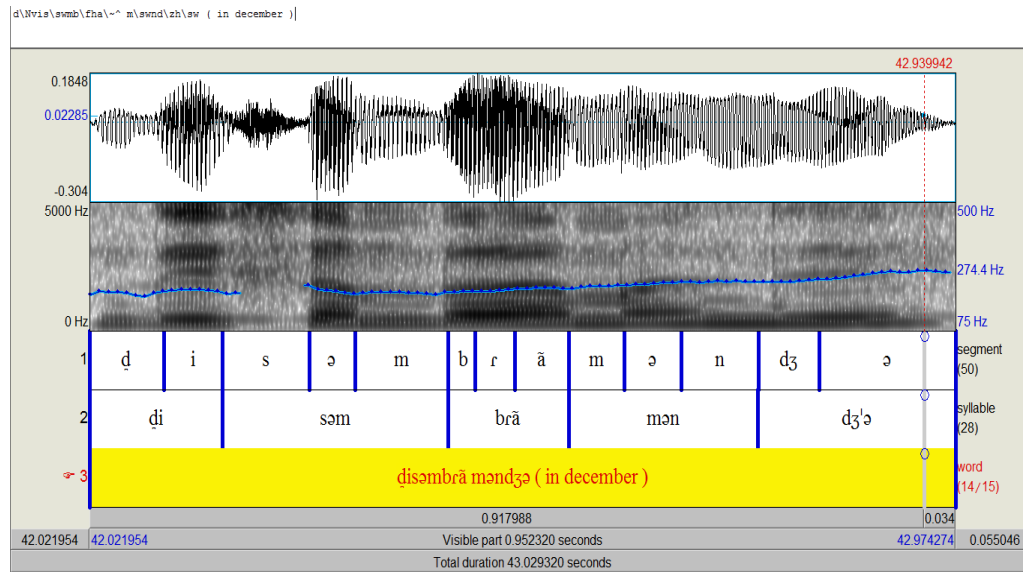 d\Nvis\swmb\fha\~^ m\swnd\zh\sw ( in december )
42.939942
0.1848
0.02285
-0.304
5000 Hz
500 Hz
274.4 Hz
0 Hz
75 Hz
1 d̪ i s ə m b ɾ ã m ə n dʒ ə segment (50)
2 d̪i səm bɾã mən dʒ'ə syllable (28)
☞ 3 d̪isəmbɾã məndʒə ( in december ) word (14/15)
0.917988 0.034
42.021954 42.021954 Visible part 0.952320 seconds 42.974274 0.055046
Total duration 43.029320 seconds